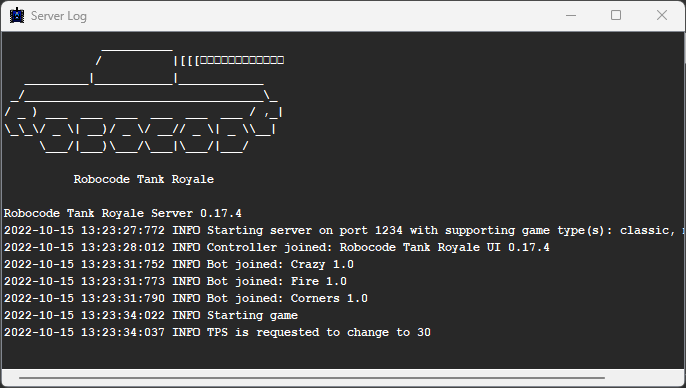 Server Log
Robocode Tank Royale
Robocode Tank Royale Server 0.17.4
2022-10-15 13:23:27:772 INFO Starting server on port 1234 with supporting game type(s): classic,
2022-10-15 13:23:28:012 INFO Controller joined: Robocode Tank Royale UI 0.17.4
2022-10-15 13:23:31:752 INFO Bot joined: Crazy 1.0
2022-10-15 13:23:31:773 INFO Bot joined: Fire 1.0
2022-10-15 13:23:31:790 INFO Bot joined: Corners 1.0
2022-10-15 13:23:34:022 INFO Starting game
2022-10-15 13:23:34:037 INFO TPS is requested to change to 30